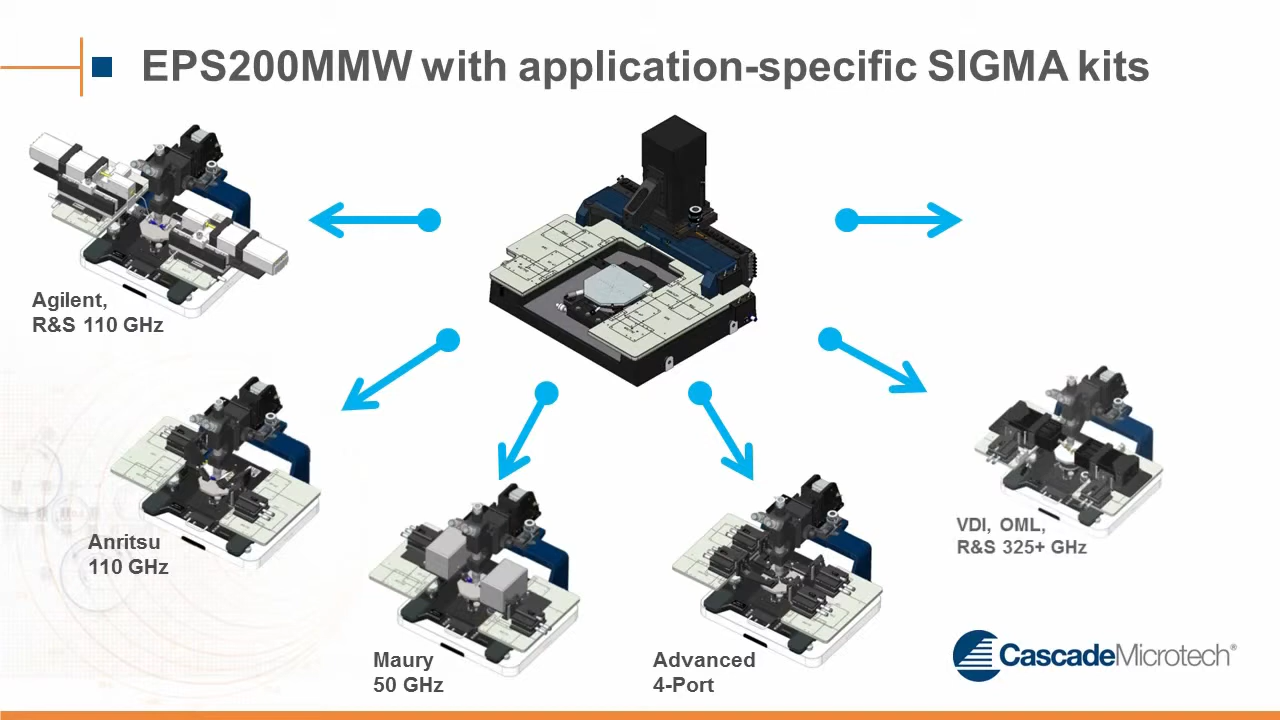 EPS200MMW with application-specific SIGMA kits
Agilent,
R&S 110 GHz
Anritsu
110 GHz
Maury
50 GHz
Advanced
4-Port
VDI, OML,
R&S 325+ GHz
CascadeMicrotech®